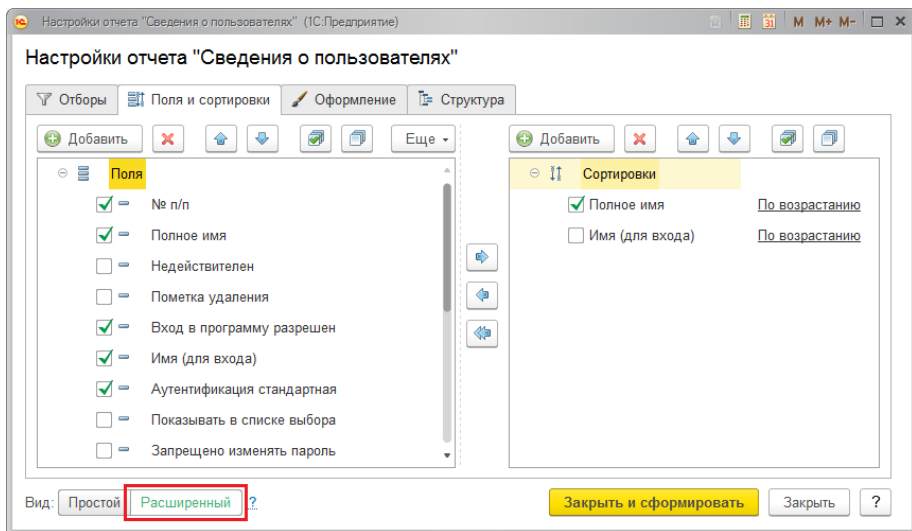 Настройки отчета "Сведения о пользователях" (1С:Предприятие)
31 M M+ M-
Настройки отчета "Сведения о пользователях"
Отборы Поля и сортировки Оформление Структура
Добавить Еще Добавить
Поля Сортировки
№ п/п Полное имя По возрастанию
Полное имя Имя (для входа) По возрастанию
Недействителен
Пометка удаления
Вход в программу разрешен
Имя (для входа)
Аутентификация стандартная
Показывать в списке выбора
Запрещено изменять пароль
Вид: Простой Расширенный ? Закрыть и сформировать Закрыть ?